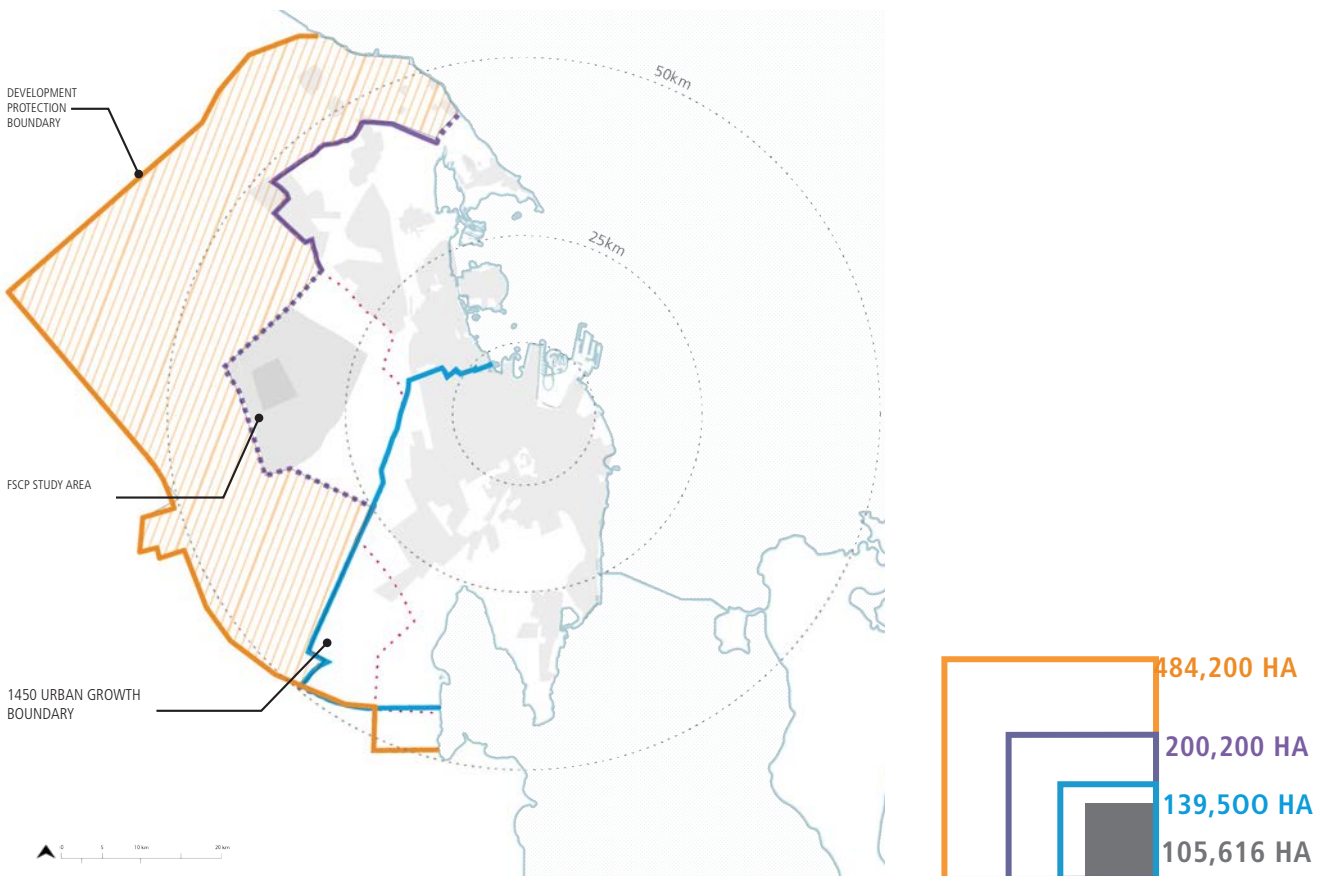 50km
DEVELOPMENT
PROTECTION
BOUNDARY
25km
FSCP STUDY AREA
1450 URBAN GROWTH
BOUNDARY
484,200 HA
200,200 HA
139,500 HA
105,616 HA
0 5 10 km 20 km